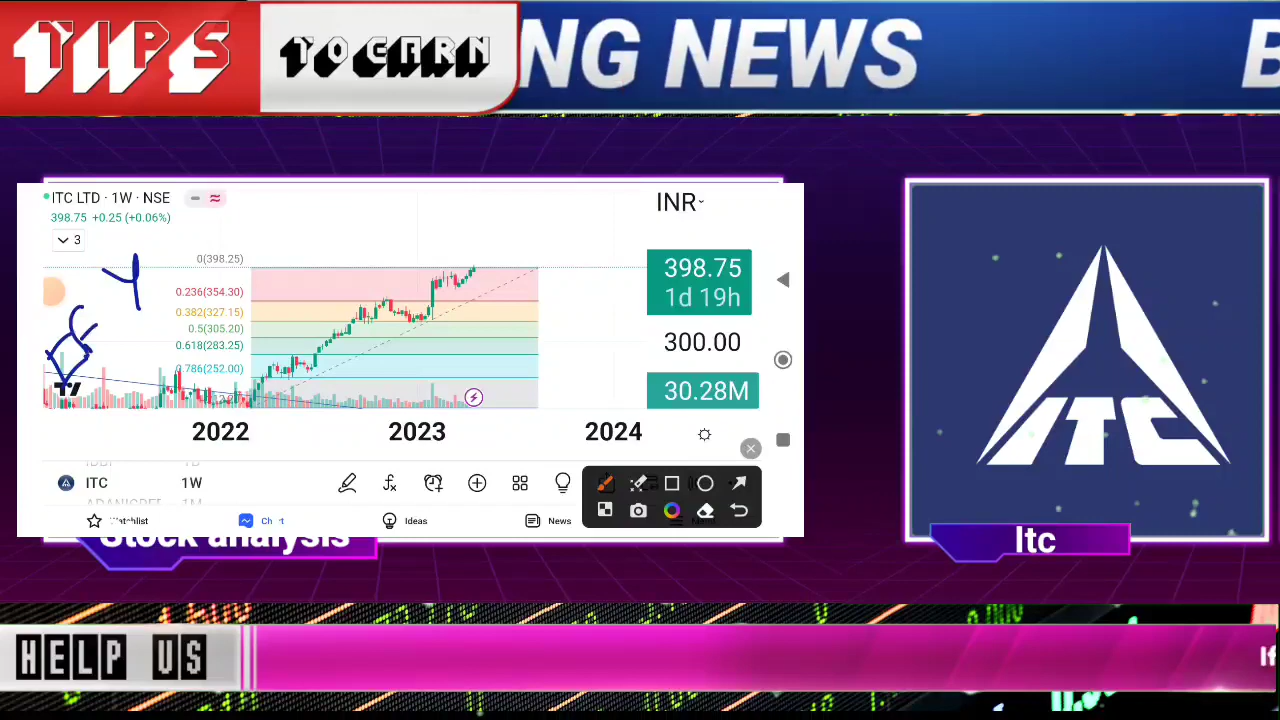 TIPS
TO EARN
NG NEWS
B
ITC LTD · 1W · NSE
398.75 +0.25 (+0.06%)
3
INR
0(398.25)
0.236(354.30)
0.382(327.15)
0.5(305.20)
0.618(283.25)
0.786(252.00)
398.75
1d 19h
300.00
30.28M
2022
2023
2024
ITC
1W
Chart
Ideas
News
Stock analysis
ITC
Itc
HELP US
If